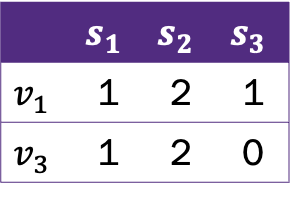 s₁ s₂ s₃
v₁ 1 2 1
v₃ 1 2 0